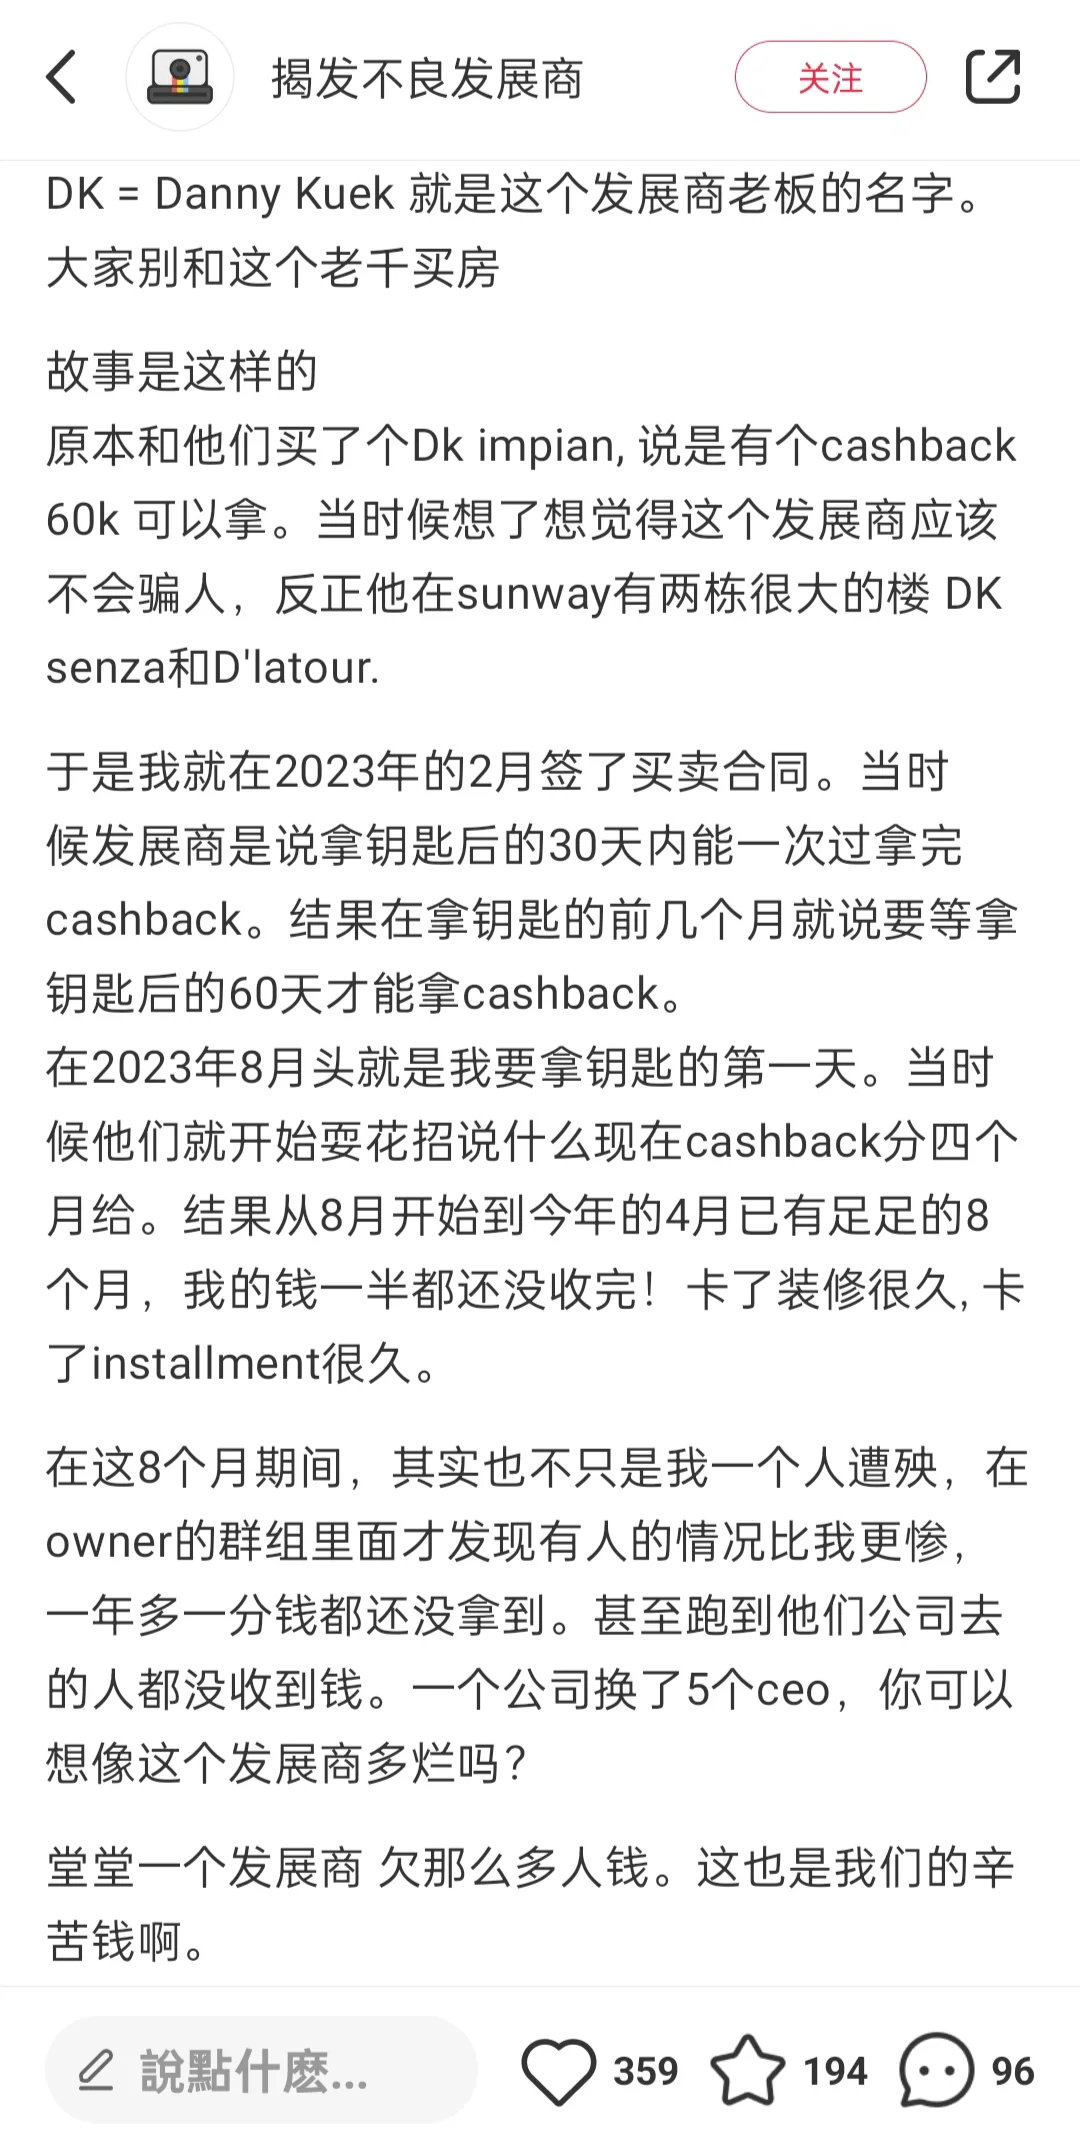 揭发不良发展商
关注
DK = Danny Kuek 就是这个发展商老板的名字。
大家别和这个老千买房
故事是这样的
原本和他们买了个Dk impian, 说是有个cashback
60k 可以拿。当时候想了想觉得这个发展商应该
不会骗人，反正他在sunway有两栋很大的楼 DK
senza和D'latour.
于是我就在2023年的2月签了买卖合同。当时
候发展商是说拿钥匙后的30天内能一次过拿完
cashback。结果在拿钥匙的前几个月就说要等拿
钥匙后的60天才能拿cashback。
在2023年8月头就是我要拿钥匙的第一天。当时
候他们就开始耍花招说什么现在cashback分四个
月给。结果从8月开始到今年的4月已有足足的8
个月，我的钱一半都还没收完！卡了装修很久, 卡
了installment很久。
在这8个月期间，其实也不只是我一个人遭殃，在
owner的群组里面才发现有人的情况比我更惨，
一年多一分钱都还没拿到。甚至跑到他们公司去
的人都没收到钱。一个公司换了5个ceo，你可以
想像这个发展商多烂吗？
堂堂一个发展商 欠那么多人钱。这也是我们的辛
苦钱啊。
說點什麽...
359
194
96